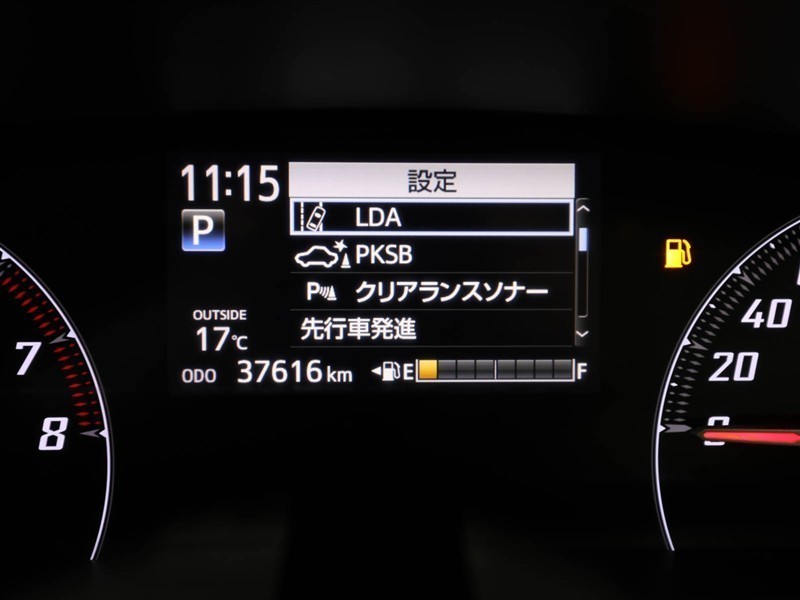 11:15
設定
P
LDA
PKSB
P クリアランスソナー
先行車発進
OUTSIDE
17℃
ODO 37616 km
E F
7
8
40
20
0